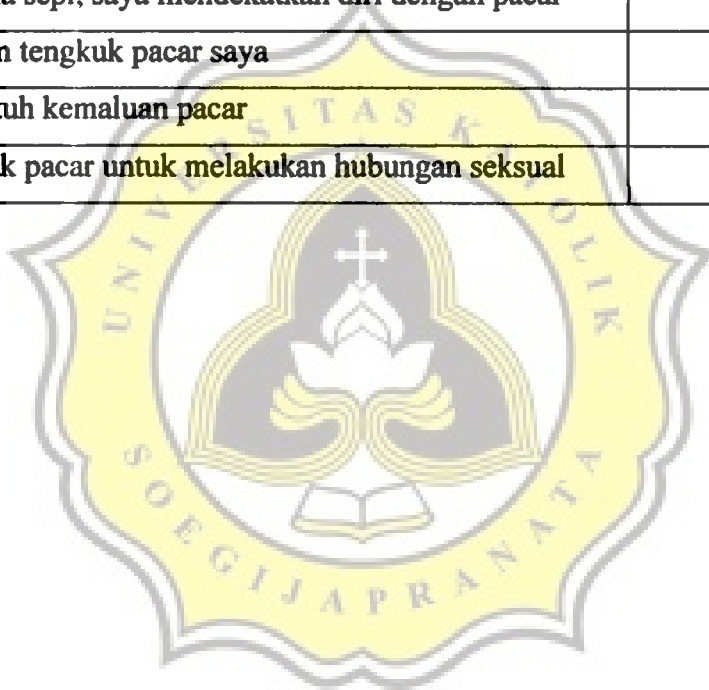 sepi, saya mendekatkan diri dengan pacar
tengkuk pacar saya
kemaluan pacar
pacar untuk melakukan hubungan seksual
UNIVERSITAS KATOLIK
SOEGIJAPRANATA